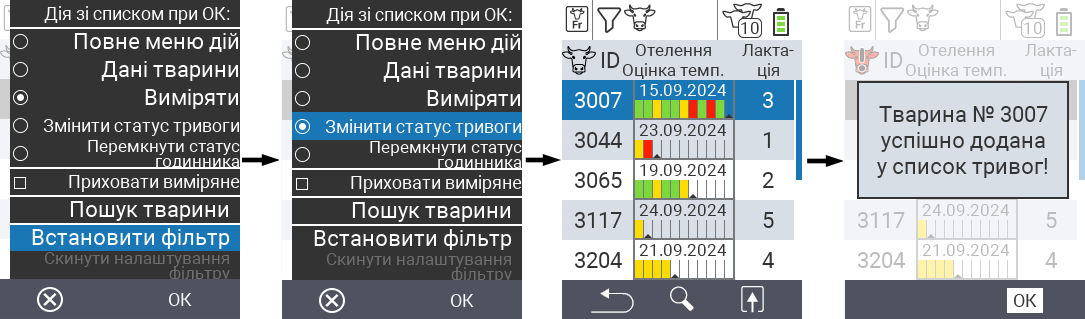 Дія зі списком при ОК:
Повне меню дій
Дані тварини
Виміряти
Змінити статус тривоги
Перемкнути статус
годинника
Приховати виміряне
Пошук тварини
Встановити фільтр
Скинути налаштування
фільтру
ОК
Дія зі списком при ОК:
Повне меню дій
Дані тварини
Виміряти
Змінити статус тривоги
Перемкнути статус
годинника
Приховати виміряне
Пошук тварини
Встановити фільтр
Скинути налаштування
фільтру
ОК
Fr
10
ID
Отелення
Оцінка темп.
Лакта-
ція
3007 15.09.2024 3
3044 23.09.2024 1
3065 19.09.2024 2
3117 24.09.2024 5
3204 21.09.2024 4
Fr
10
ID
Отелення
Оцінка темп.
Лакта-
ція
Тварина № 3007
успішно додана
у список тривог!
3117 24.09.2024 5
3204 21.09.2024 4
OK